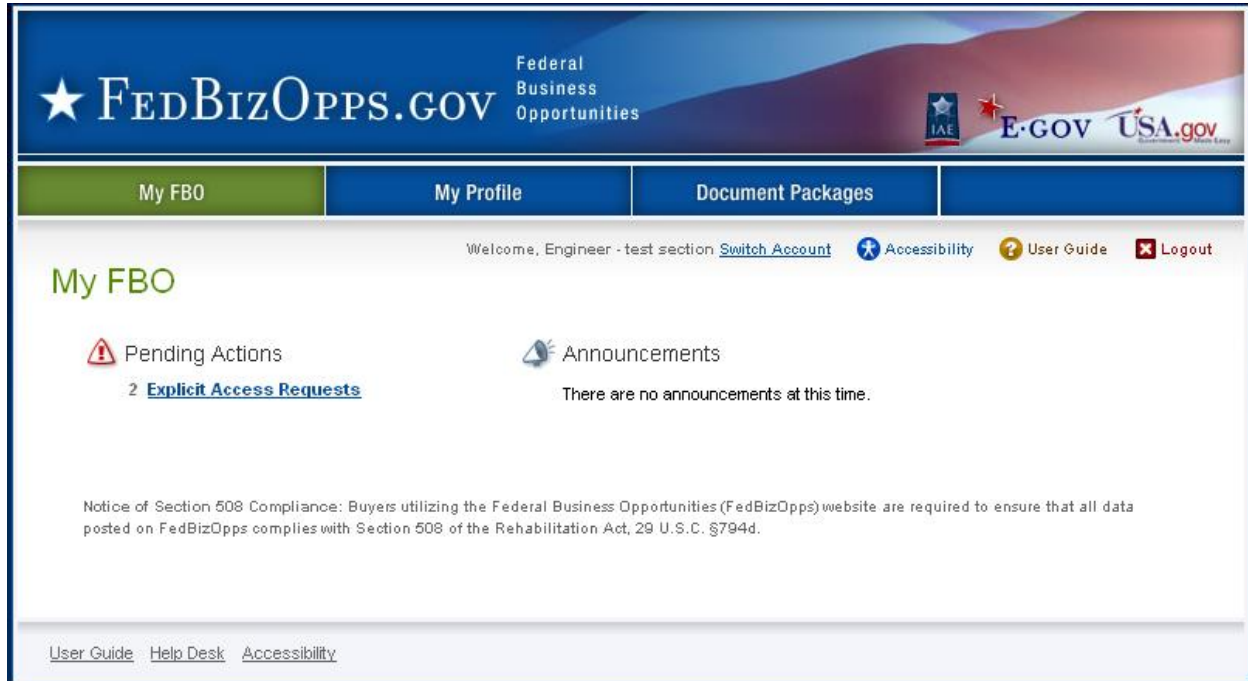 ★ FEDBIZOPPS.GOV
Federal
Business
Opportunities
IAE
E·GOV
USA.gov
Government Made Easy
My FBO
My Profile
Document Packages
Welcome, Engineer - test section Switch Account Accessibility User Guide Logout
My FBO
Pending Actions
2 Explicit Access Requests
Announcements
There are no announcements at this time.
Notice of Section 508 Compliance: Buyers utilizing the Federal Business Opportunities (FedBizOpps) website are required to ensure that all data
posted on FedBizOpps complies with Section 508 of the Rehabilitation Act, 29 U.S.C. §794d.
User Guide Help Desk Accessibility